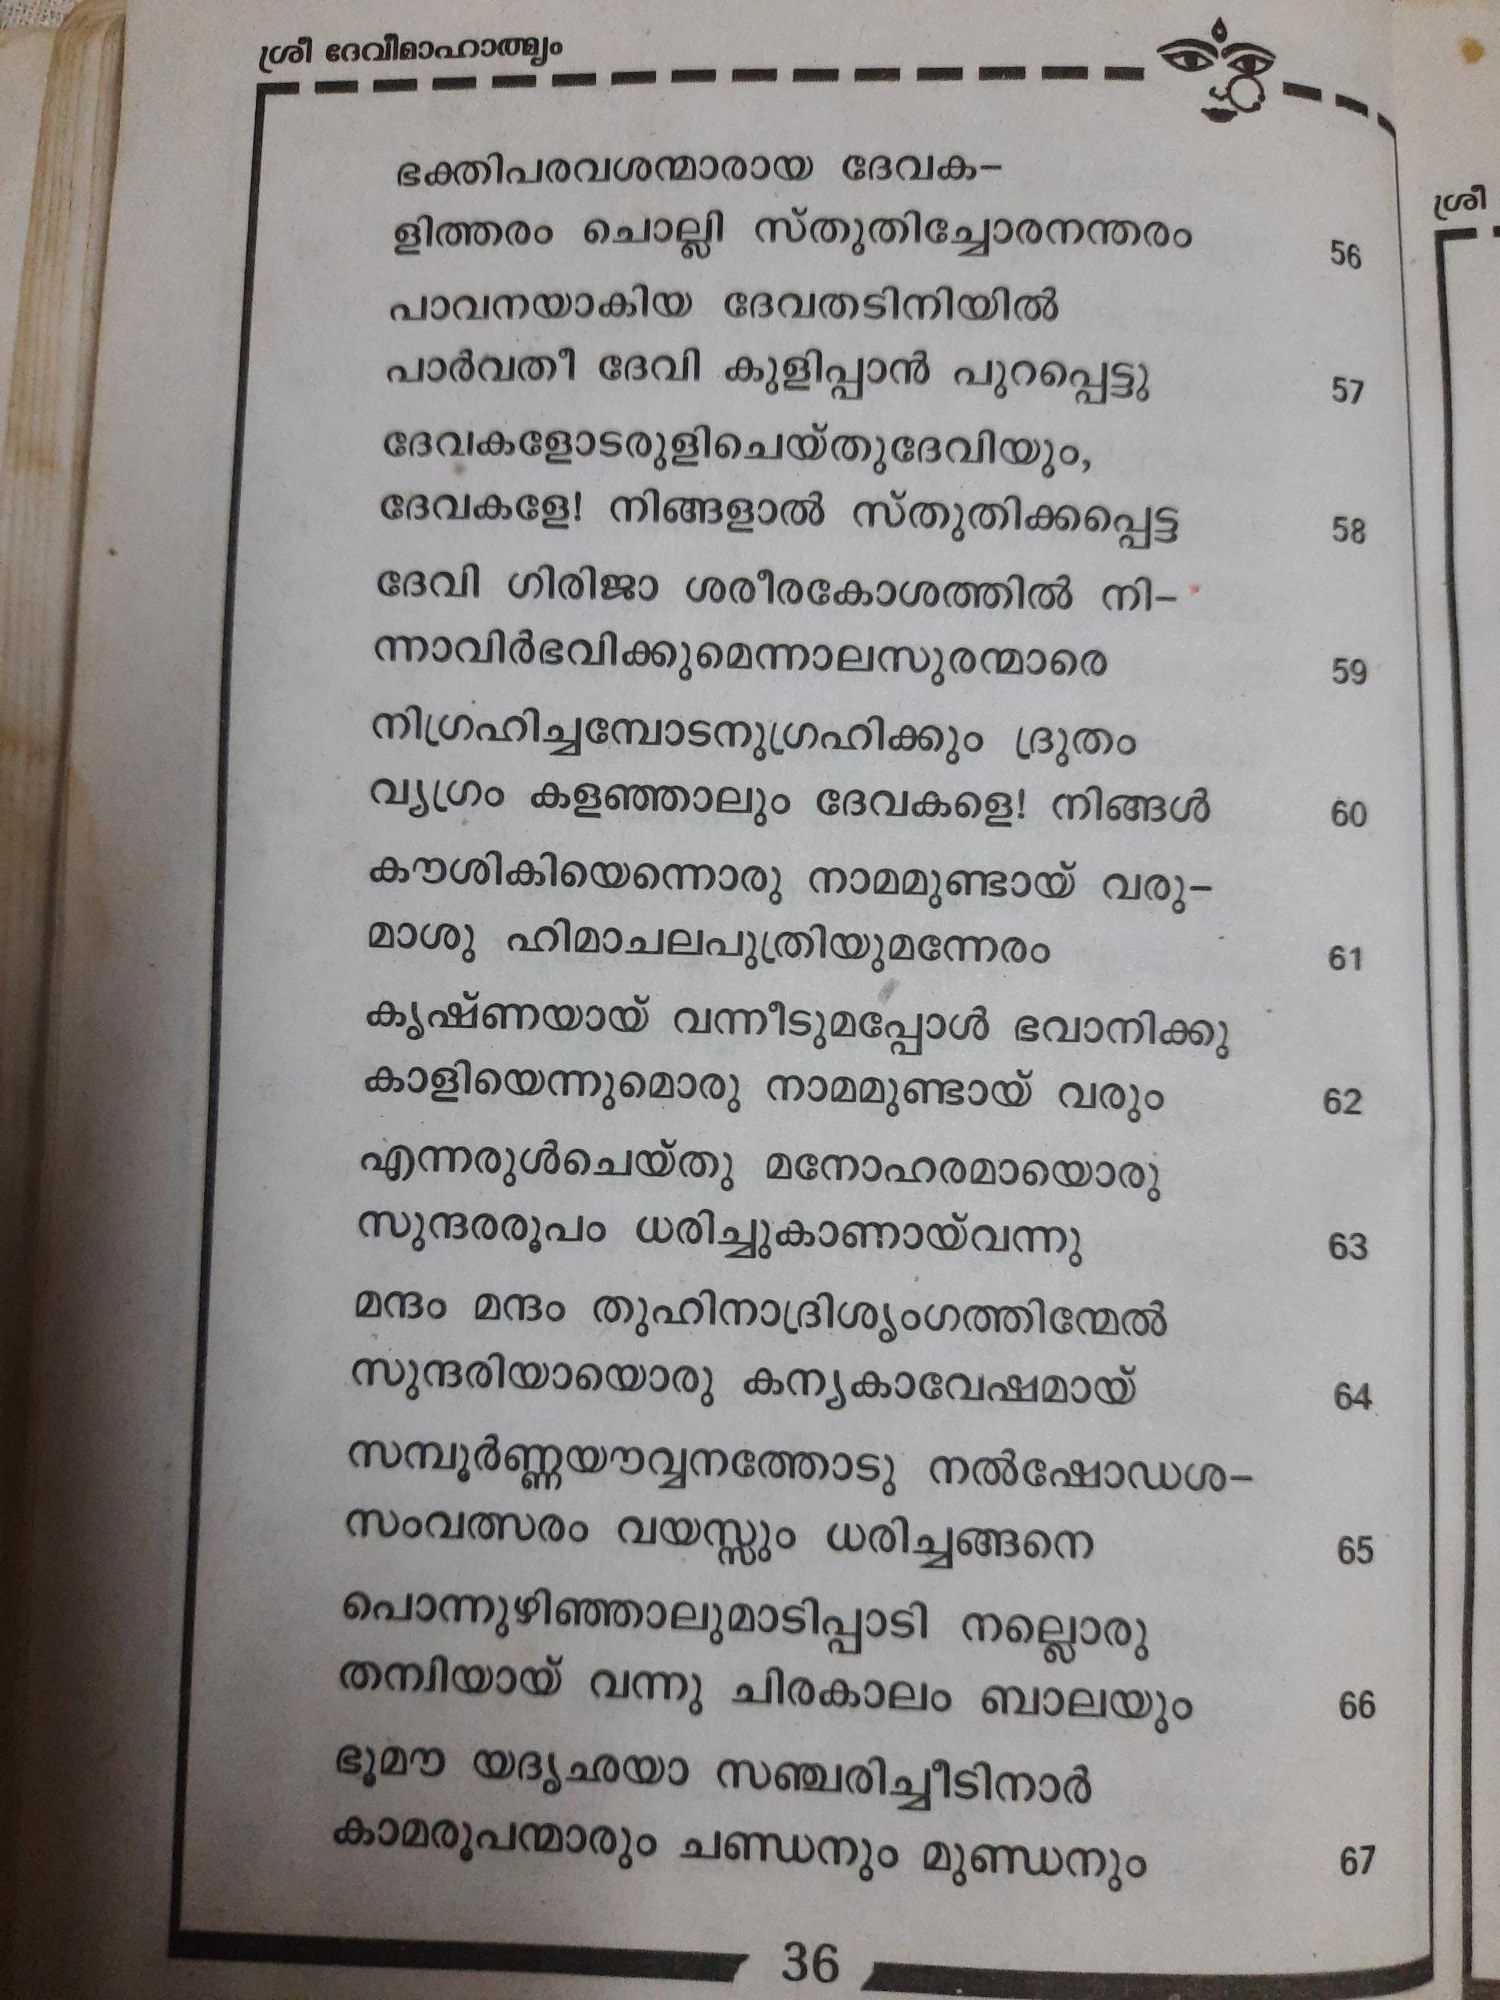 ശ്രീ ദേവീമാഹാത്മ്യം
ഭക്തിപരവശന്മാരായ ദേവക-
ളിത്തരം ചൊല്ലി സ്തുതിച്ചോരനന്തരം 56
പാവനയാകിയ ദേവതടിനിയിൽ
പാർവതീ ദേവി കുളിപ്പാൻ പുറപ്പെട്ടു 57
ദേവകളോടരുളിചെയ്തുദേവിയും,
ദേവകളേ! നിങ്ങളാൽ സ്തുതിക്കപ്പെട്ട 58
ദേവി ഗിരിജാ ശരീരകോശത്തിൽ നി-
ന്നാവിർഭവിക്കുമെന്നാലസുരന്മാരെ 59
നിഗ്രഹിച്ചമ്പോടനുഗ്രഹിക്കും ദ്രുതം
വൃഗ്രം കളഞ്ഞാലും ദേവകളെ! നിങ്ങൾ 60
കൗശികിയെന്നൊരു നാമമുണ്ടായ് വരു-
മാശു ഹിമാചലപുത്രിയുമന്നേരം 61
കൃഷ്ണയായ് വന്നീടുമപ്പോൾ ഭവാനിക്കു
കാളിയെന്നുമൊരു നാമമുണ്ടായ് വരും 62
എന്നരുൾചെയ്തു മനോഹരമായൊരു
സുന്ദരരൂപം ധരിച്ചുകാണായ്‌വന്നു 63
മന്ദം മന്ദം തുഹിനാദ്രിശൃംഗത്തിന്മേൽ
സുന്ദരിയായൊരു കന്യകാവേഷമായ് 64
സമ്പൂർണ്ണയൗവ്വനത്തോടു നൽഷോഡശ-
സംവത്സരം വയസ്സും ധരിച്ചങ്ങനെ 65
പൊന്നുഴിഞ്ഞാലുമാടിപ്പാടി നല്ലൊരു
തന്വിയായ് വന്നു ചിരകാലം ബാലയും 66
ഭൂമൗ യദൃഛയാ സഞ്ചരിച്ചീടിനാർ
കാമരൂപന്മാരും ചണ്ഡനും മുണ്ഡനും 67
36
ശ്രീ